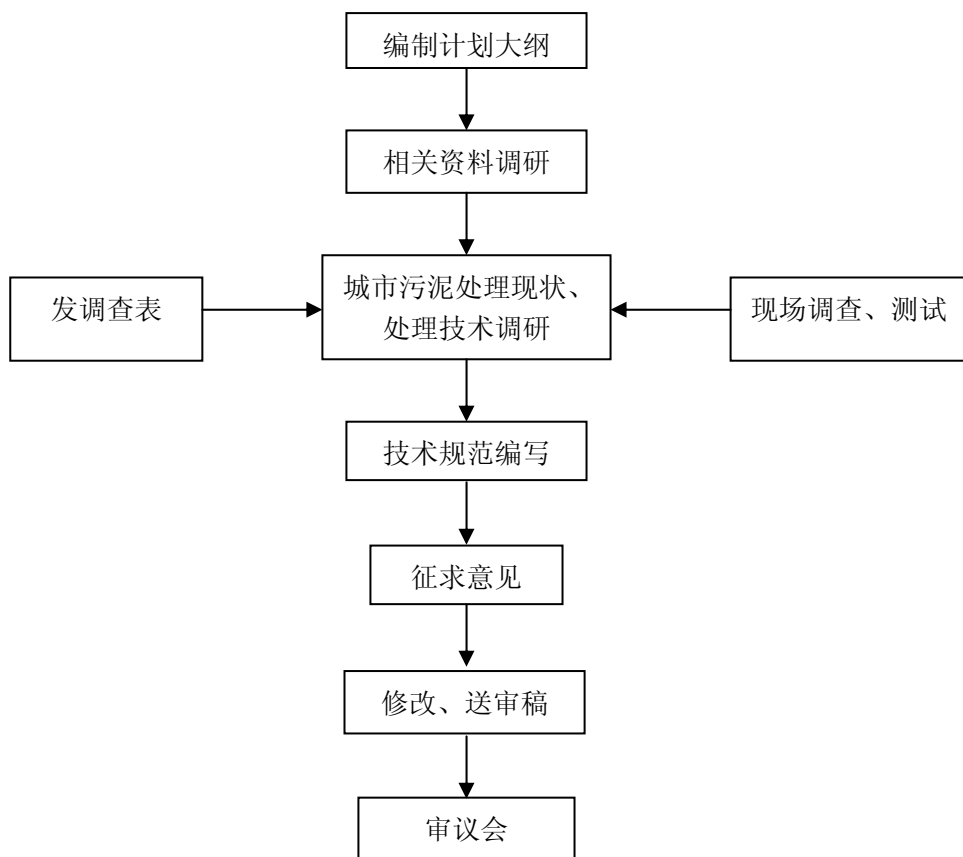 编制计划大纲
相关资料调研
发调查表
城市污泥处理现状、
处理技术调研
现场调查、测试
技术规范编写
征求意见
修改、送审稿
审议会